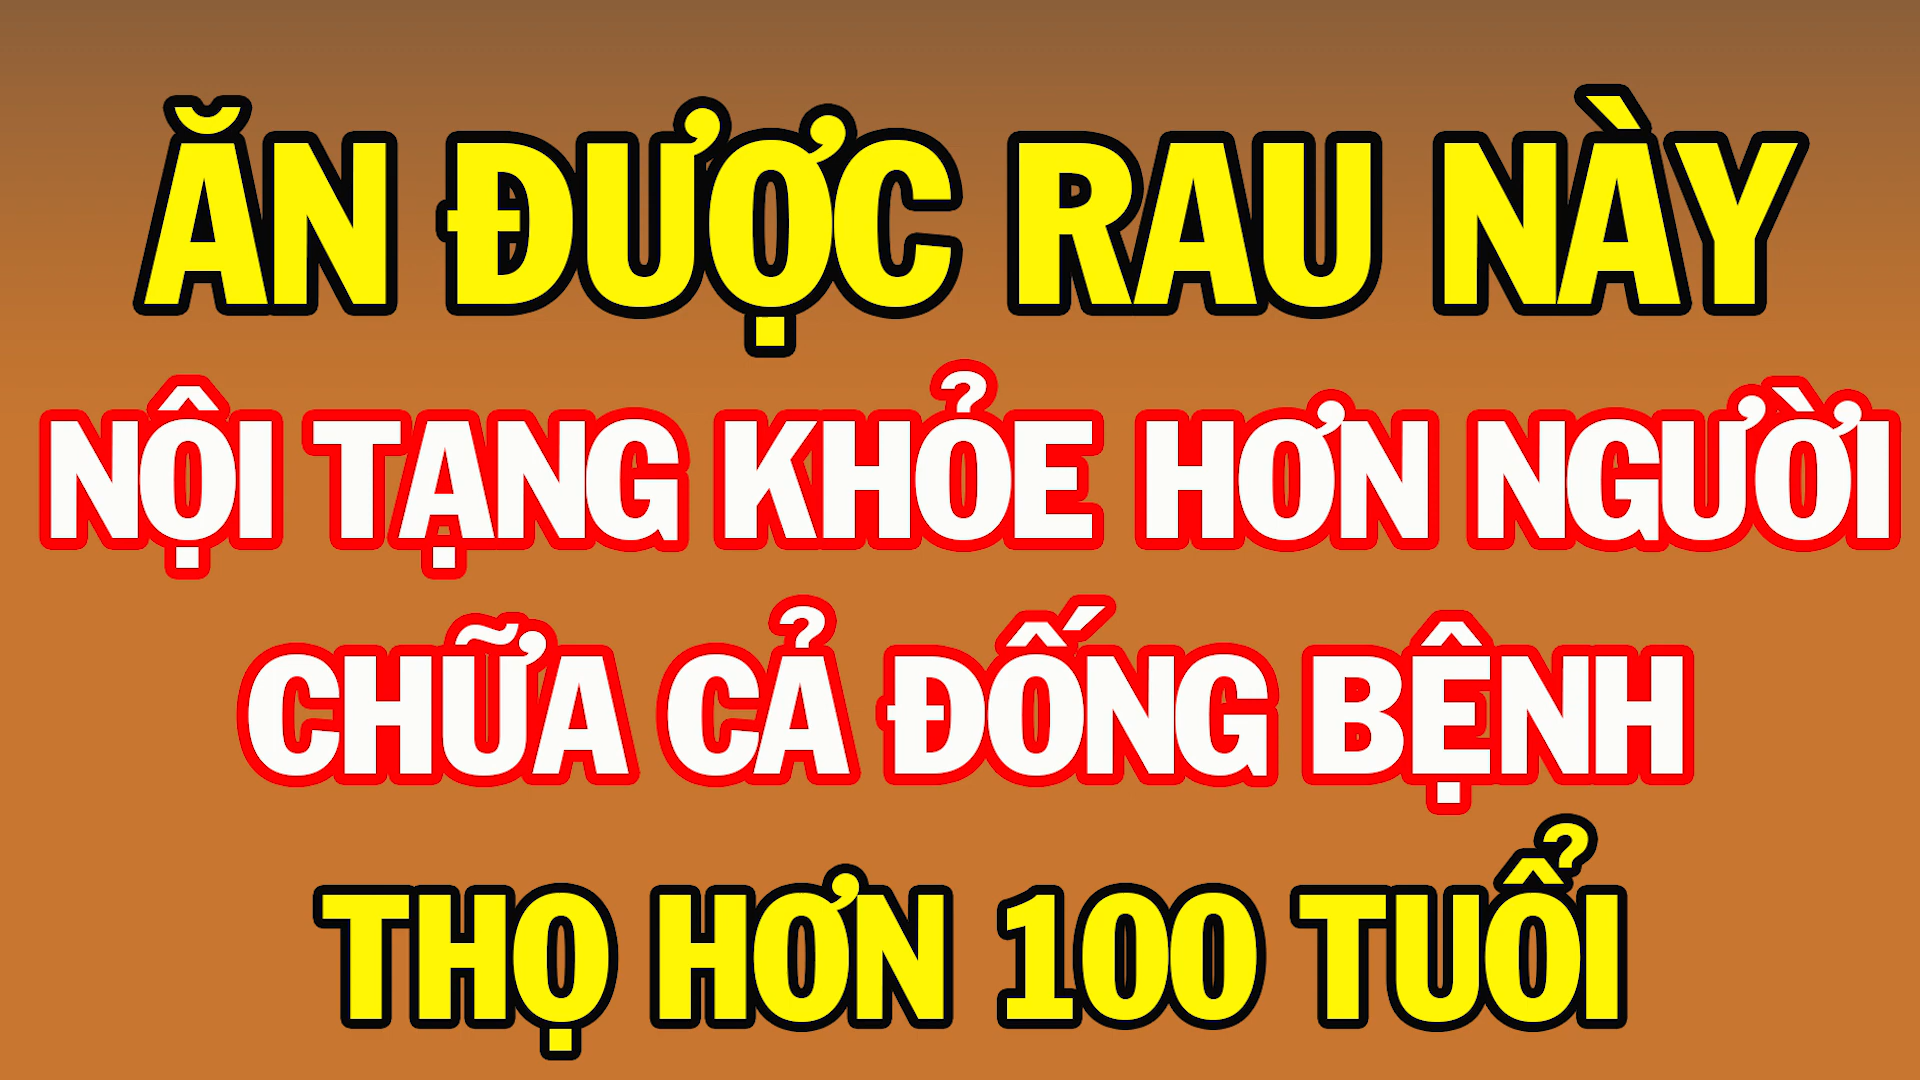 ĂN ĐƯỢC RAU NÀY
NỘI TẠNG KHỎE HƠN NGƯỜI
CHỮA CẢ ĐỐNG BỆNH
THỌ HƠN 100 TUỔI